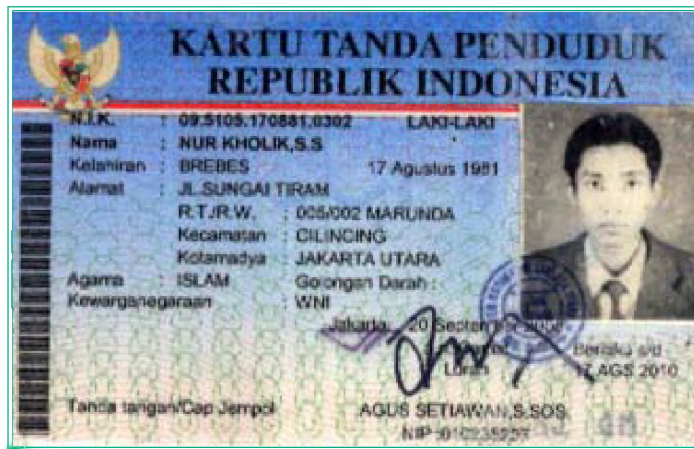 KARTU TANDA PENDUDUK
REPUBLIK INDONESIA
N.I.K. : 09.5105.170881.0302 LAKI-LAKI
Nama : NUR KHOLIK,S.S
Kelahiran : BREBES 17 Agustus 1981
Alamat : JL.SUNGAI TIRAM
R.T./R.W. : 005/002 MARUNDA
Kecamatan : CILINCING
Kotamadya : JAKARTA UTARA
Agama : ISLAM Golongan Darah :
Kewarganegaraan : WNI
Jakarta, 20 September
Berlaku s/d
Lurah 17 AGS 2010
Tanda tangan/Cap Jempol AGUS SETIAWAN,S.SOS
NIP :